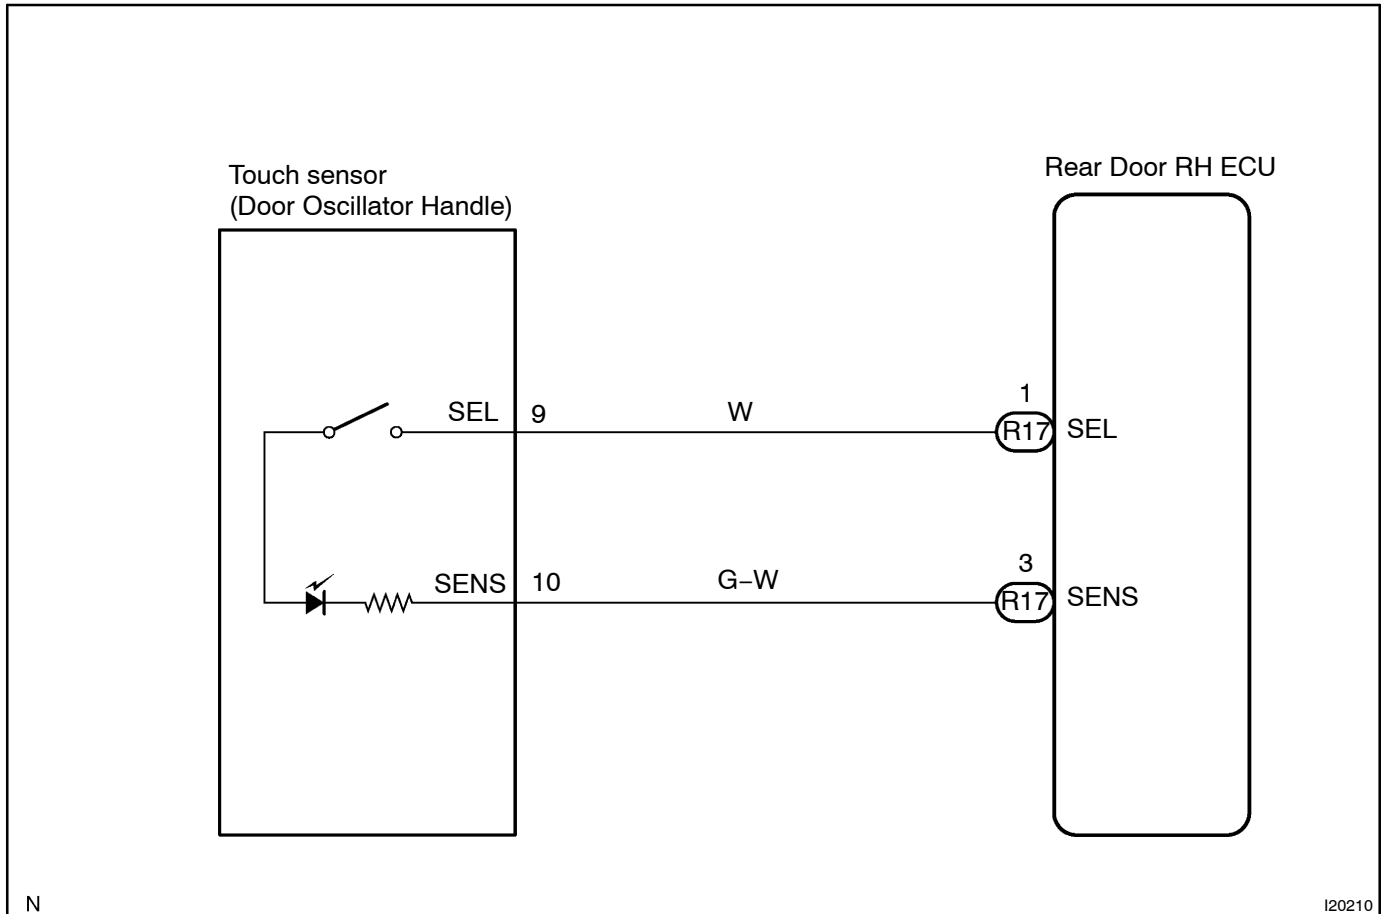 Touch sensor
(Door Oscillator Handle)
Rear Door RH ECU
SEL 9 W 1 R17 SEL
SENS 10 G-W 3 R17 SENS
N
I20210